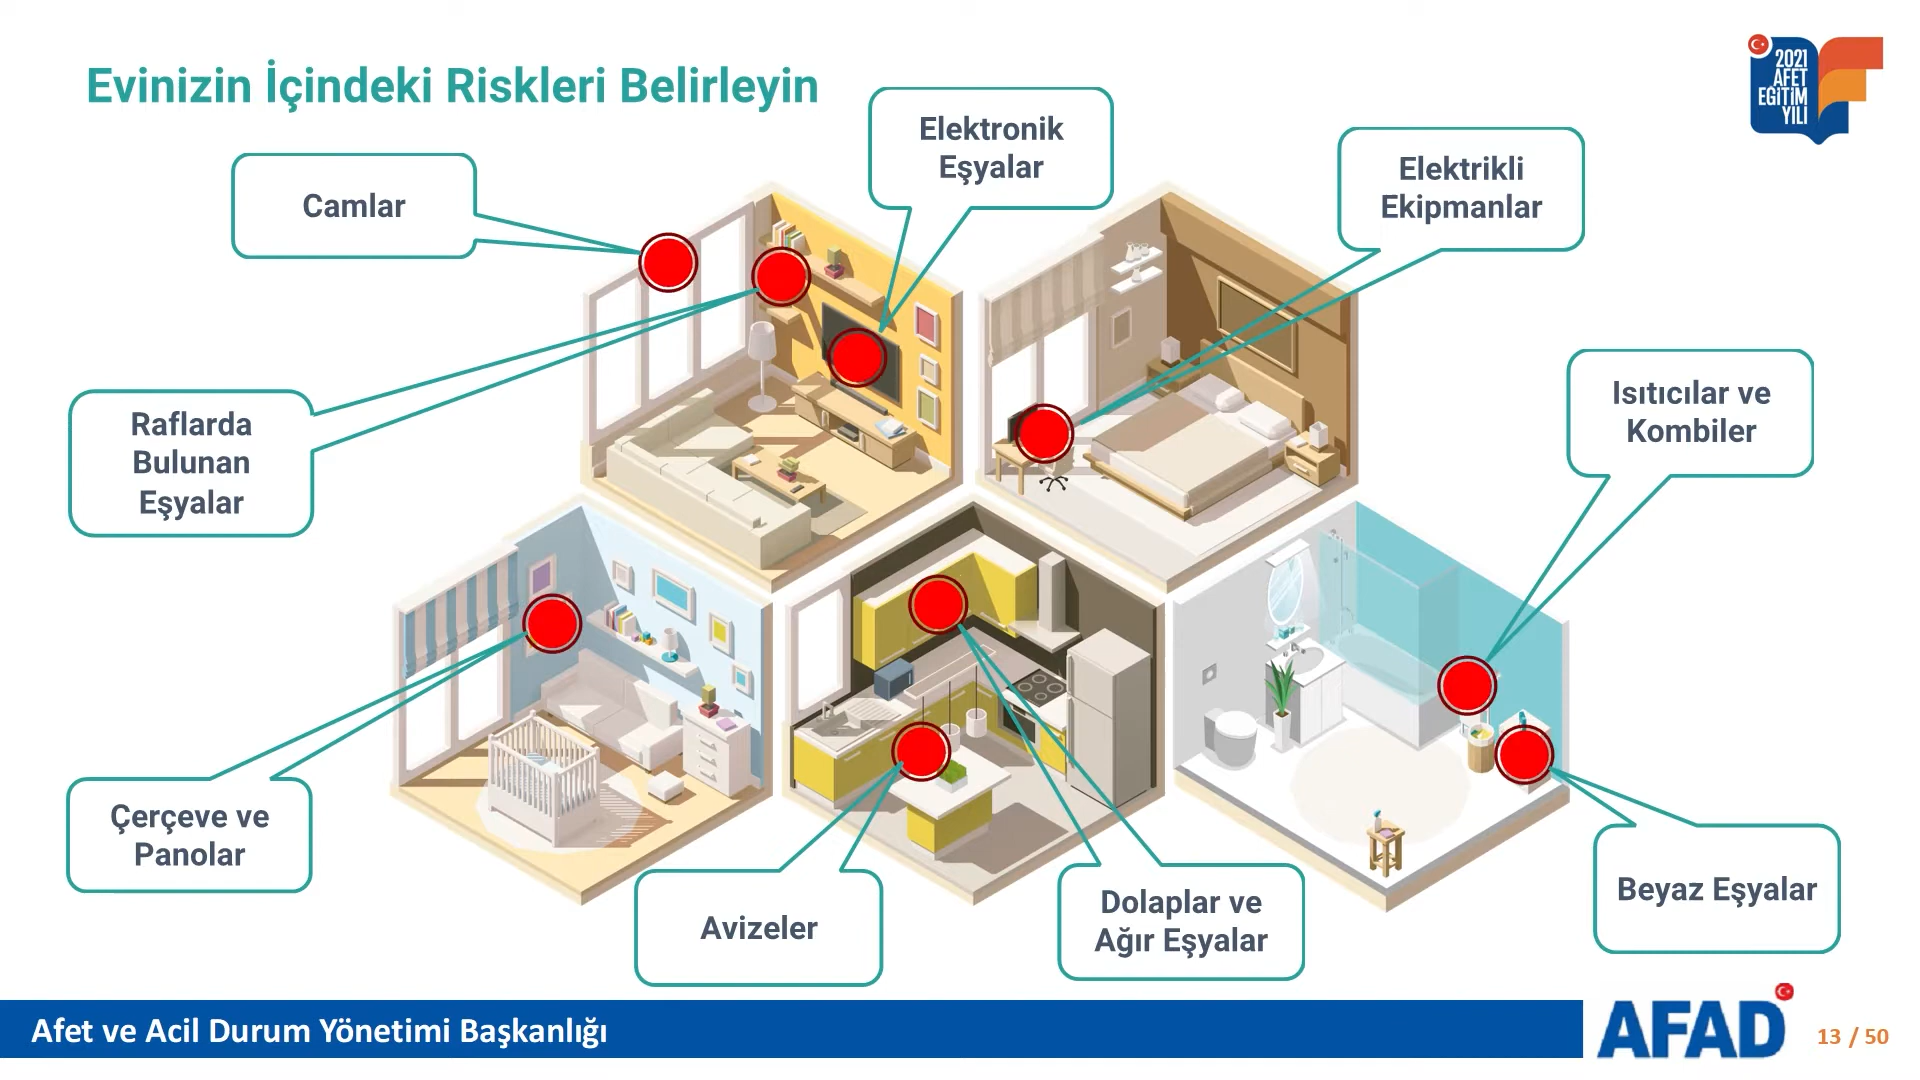 Evinizin İçindeki Riskleri Belirleyin
2021
AFET
EĞİTİM
YILI
Elektronik
Eşyalar
Elektrikli
Ekipmanlar
Camlar
Isıtıcılar ve
Kombiler
Raflarda
Bulunan
Eşyalar
Çerçeve ve
Panolar
Avizeler
Dolaplar ve
Ağır Eşyalar
Beyaz Eşyalar
Afet ve Acil Durum Yönetimi Başkanlığı
AFAD
13 / 50